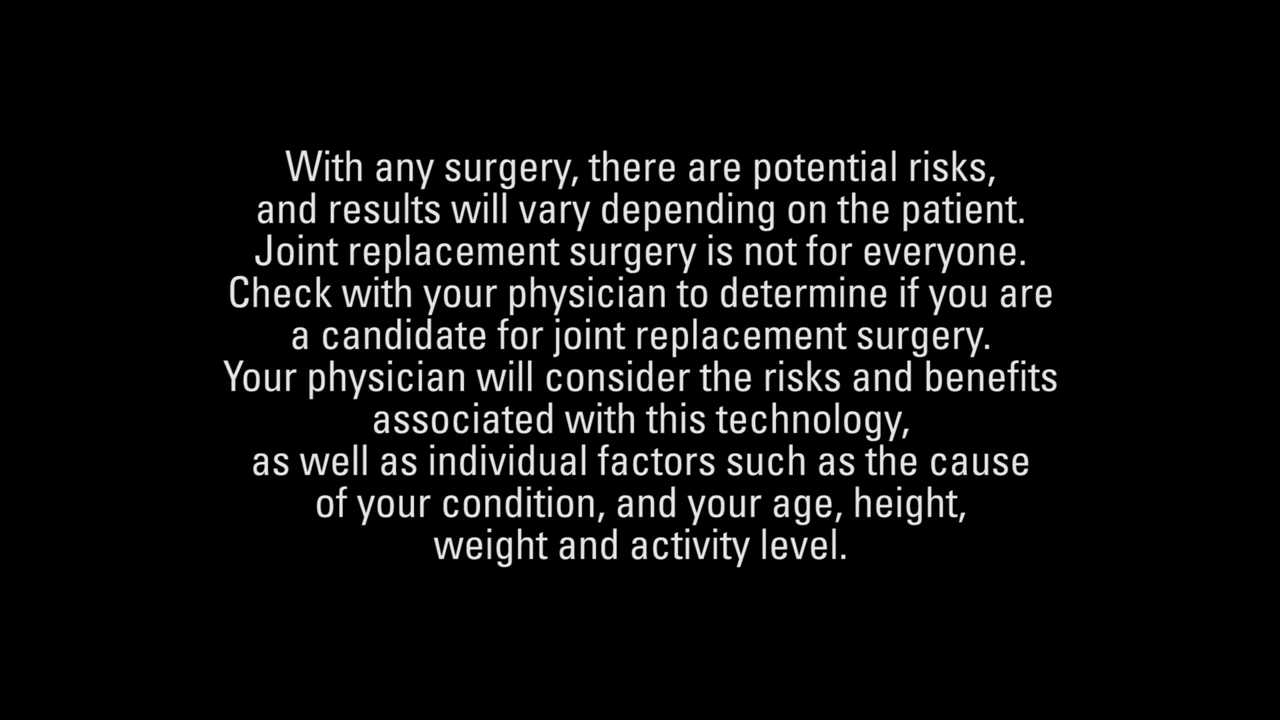 With any surgery, there are potential risks,
and results will vary depending on the patient.
Joint replacement surgery is not for everyone.
Check with your physician to determine if you are
a candidate for joint replacement surgery.
Your physician will consider the risks and benefits
associated with this technology,
as well as individual factors such as the cause
of your condition, and your age, height,
weight and activity level.